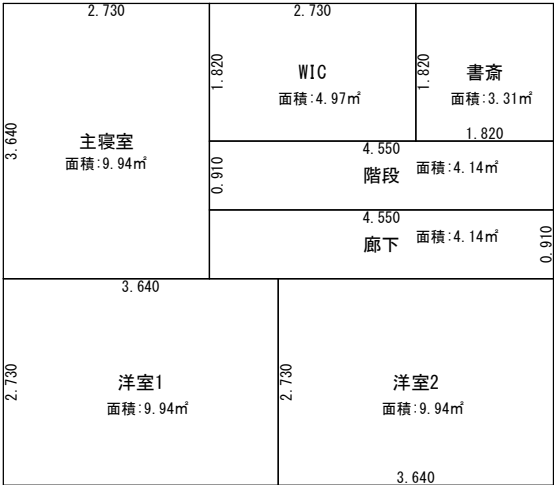 2.730
2.730
3.640
主寝室
面積:9.94㎡
1.820
WIC
面積:4.97㎡
1.820
書斎
面積:3.31㎡
1.820
4.550
0.910
階段
面積:4.14㎡
4.550
廊下
面積:4.14㎡
0.910
3.640
2.730
洋室1
面積:9.94㎡
2.730
洋室2
面積:9.94㎡
3.640